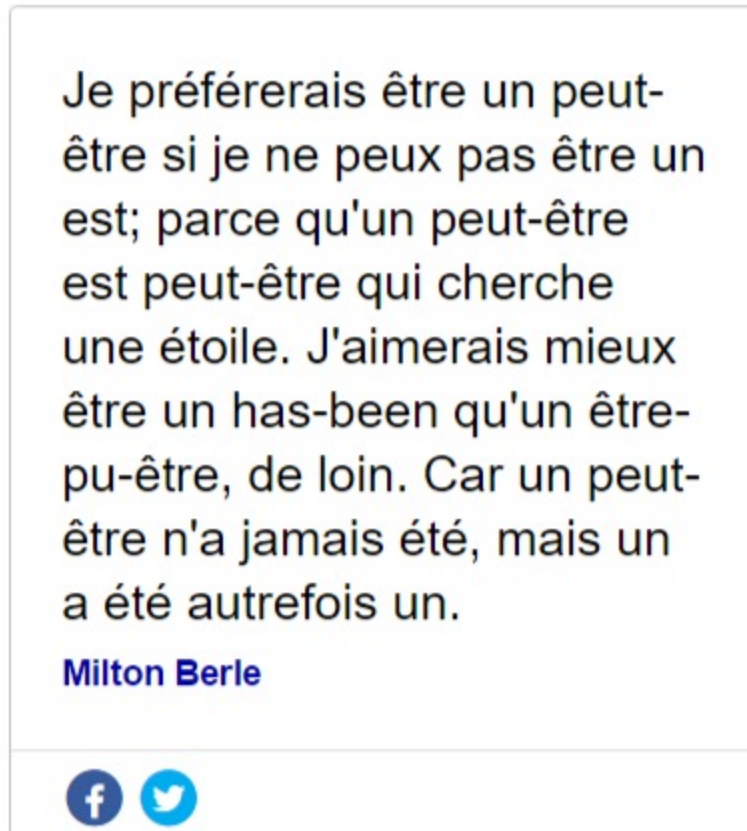 Je préférerais être un peut-
être si je ne peux pas être un
est; parce qu'un peut-être
est peut-être qui cherche
une étoile. J'aimerais mieux
être un has-been qu'un être-
pu-être, de loin. Car un peut-
être n'a jamais été, mais un
a été autrefois un.
Milton Berle